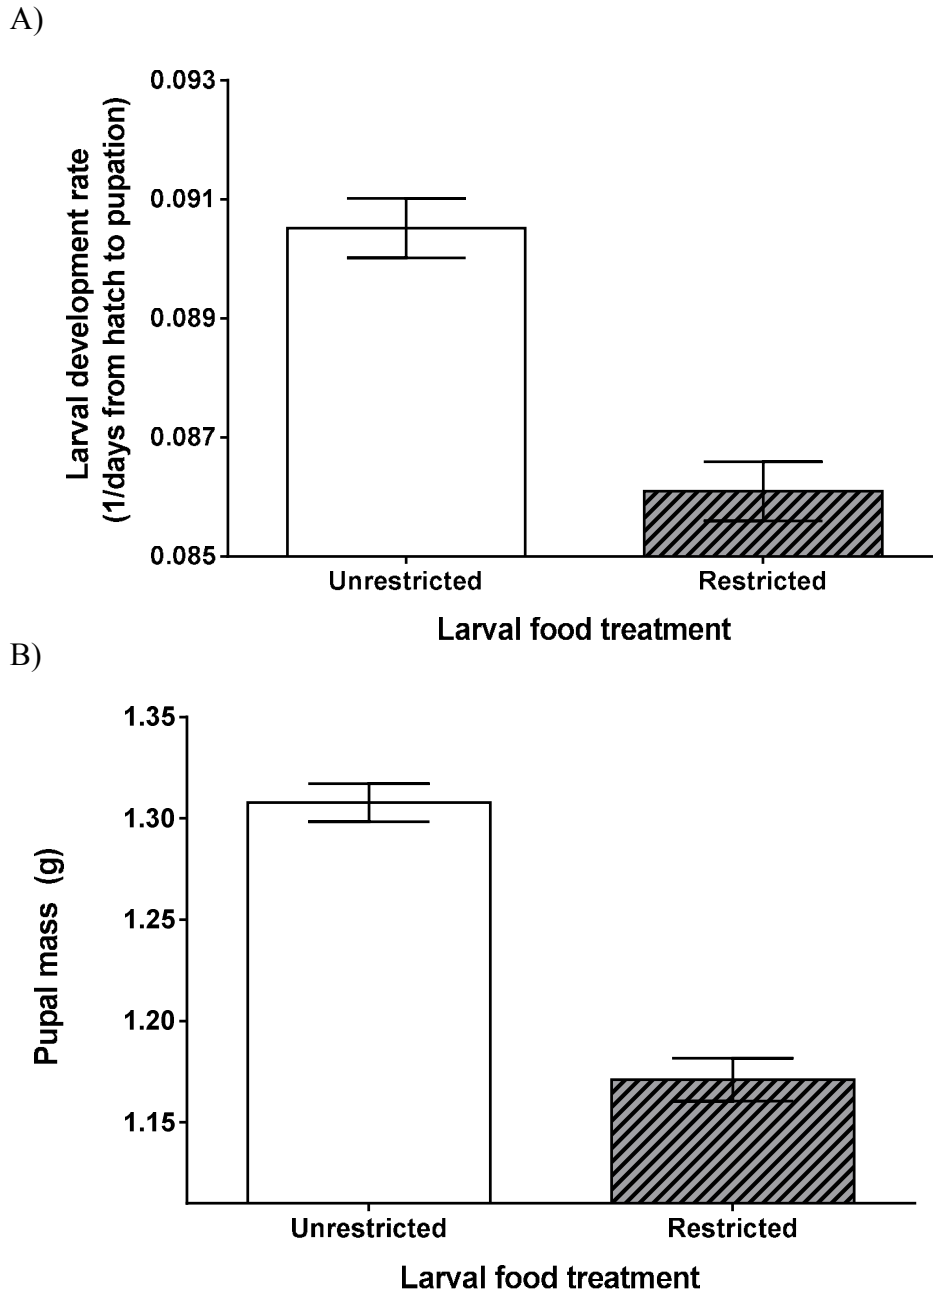 A)
0.093
0.091
0.089
0.087
0.085
Larval development rate
(1/days from hatch to pupation)
Unrestricted
Restricted
Larval food treatment
B)
1.35
1.30
1.25
1.20
1.15
Pupal mass (g)
Unrestricted
Restricted
Larval food treatment